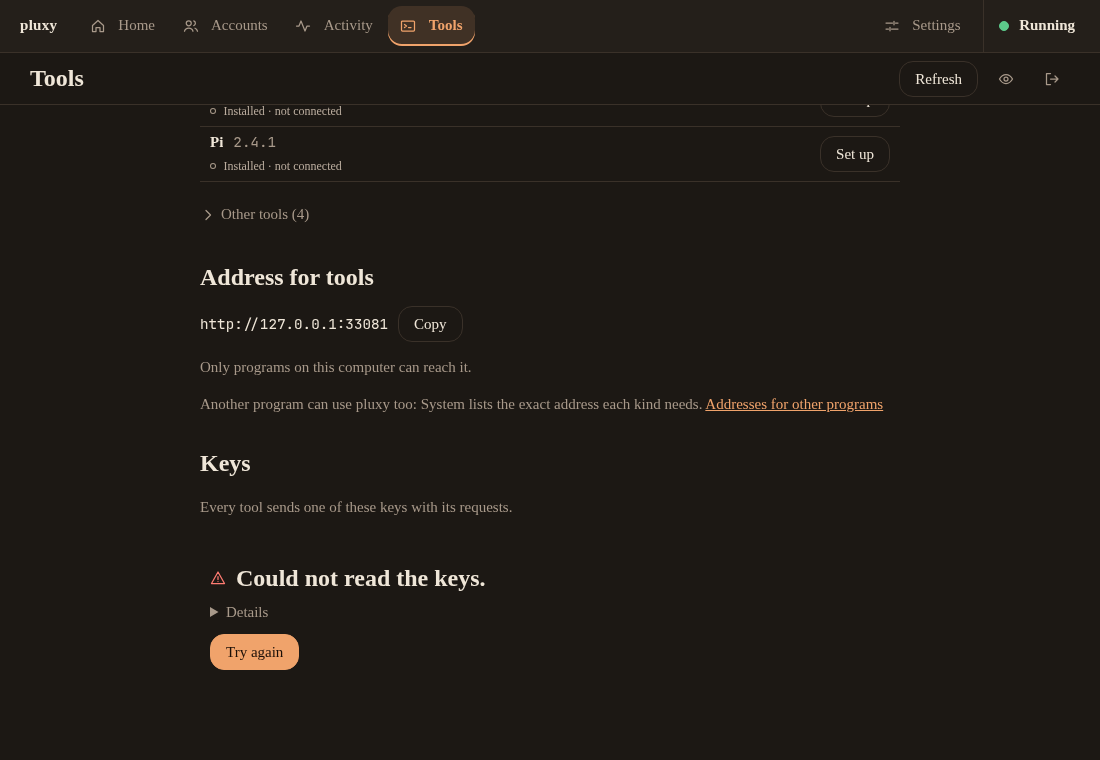 pluxy Home Accounts Activity Tools Settings Running
Tools Refresh
Installed · not connected
Pi 2.4.1
Installed · not connected
Set up
Other tools (4)
Address for tools
http://127.0.0.1:33081 Copy
Only programs on this computer can reach it.
Another program can use pluxy too: System lists the exact address each kind needs. Addresses for other programs
Keys
Every tool sends one of these keys with its requests.
Could not read the keys.
Details
Try again